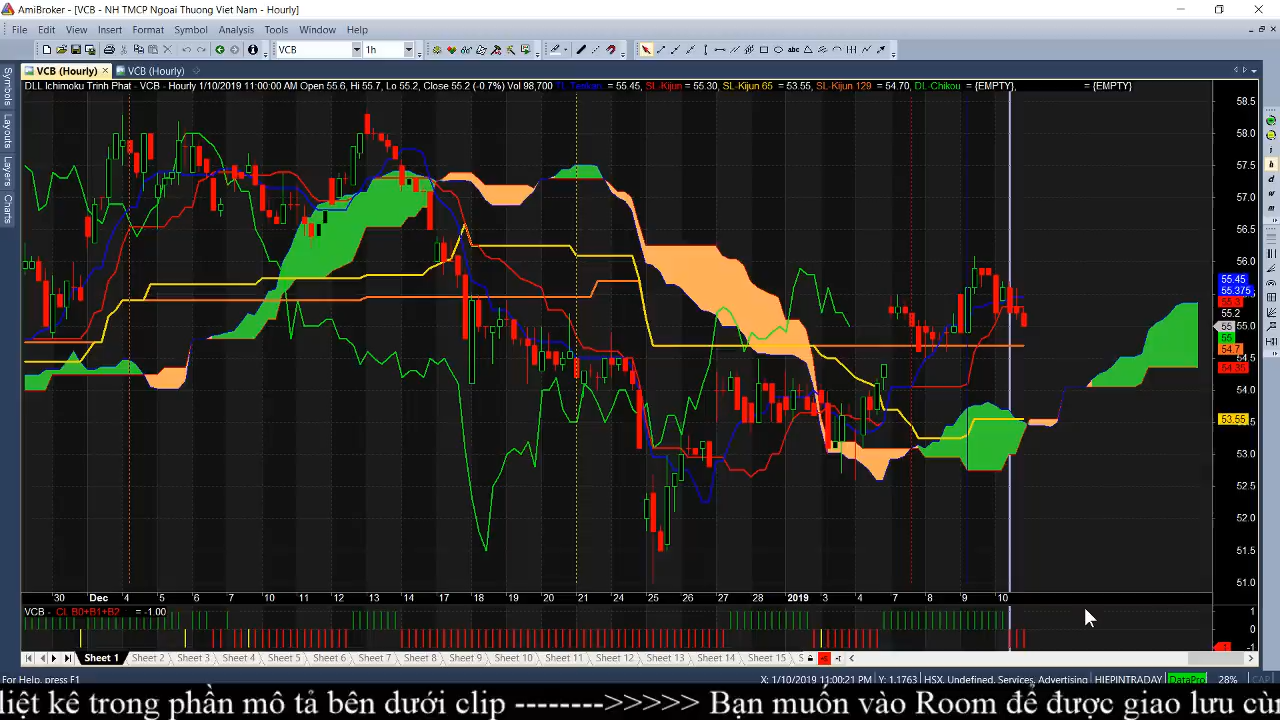 AmiBroker - [VCB - NH TMCP Ngoai Thuong Viet Nam - Hourly]
File Edit View Insert Format Symbol Analysis Tools Window Help
VCB 1h
VCB (Hourly) VCB (Hourly)
DLL Ichimoku Trinh Phat - VCB - Hourly 1/10/2019 11:00:00 AM Open 55.6, Hi 55.7, Lo 55.2, Close 55.2 (-0.7%) Vol 98,700 TL-Tenkan = 55.45, SL-Kijun = 55.30, SL-Kijun 65 = 53.55, SL-Kijun 129 = 54.70, DL-Chikou = {EMPTY}, = {EMPTY}
Symbols
Layouts
Layers
Charts
58.5
58.0
57.5
57.0
56.5
56.0
55.45
55.375
55.3
55.2
55 55.0
55
54.7
54.5
54.35
54.0
53.55
53.0
52.5
52.0
51.5
51.0
30 Dec 4 5 6 7 10 11 12 13 14 17 18 19 20 21 24 25 26 27 28 2019 3 4 7 8 9 10
VCB - CL B0+B1+B2 = -1.00
1
0
-1
Sheet 1 Sheet 2 Sheet 3 Sheet 4 Sheet 5 Sheet 6 Sheet 7 Sheet 8 Sheet 9 Sheet 10 Sheet 11 Sheet 12 Sheet 13 Sheet 14 Sheet 15 S
For Help, press F1
X: 1/10/2019 11:00:21 PM Y: 1.1763 HSX, Undefined, Services, Advertising HIEPINTRADAY DataPro 28% CAP
liệt kê trong phần mô tả bên dưới clip -------->>>>> Bạn muốn vào Room để được giao lưu cùn